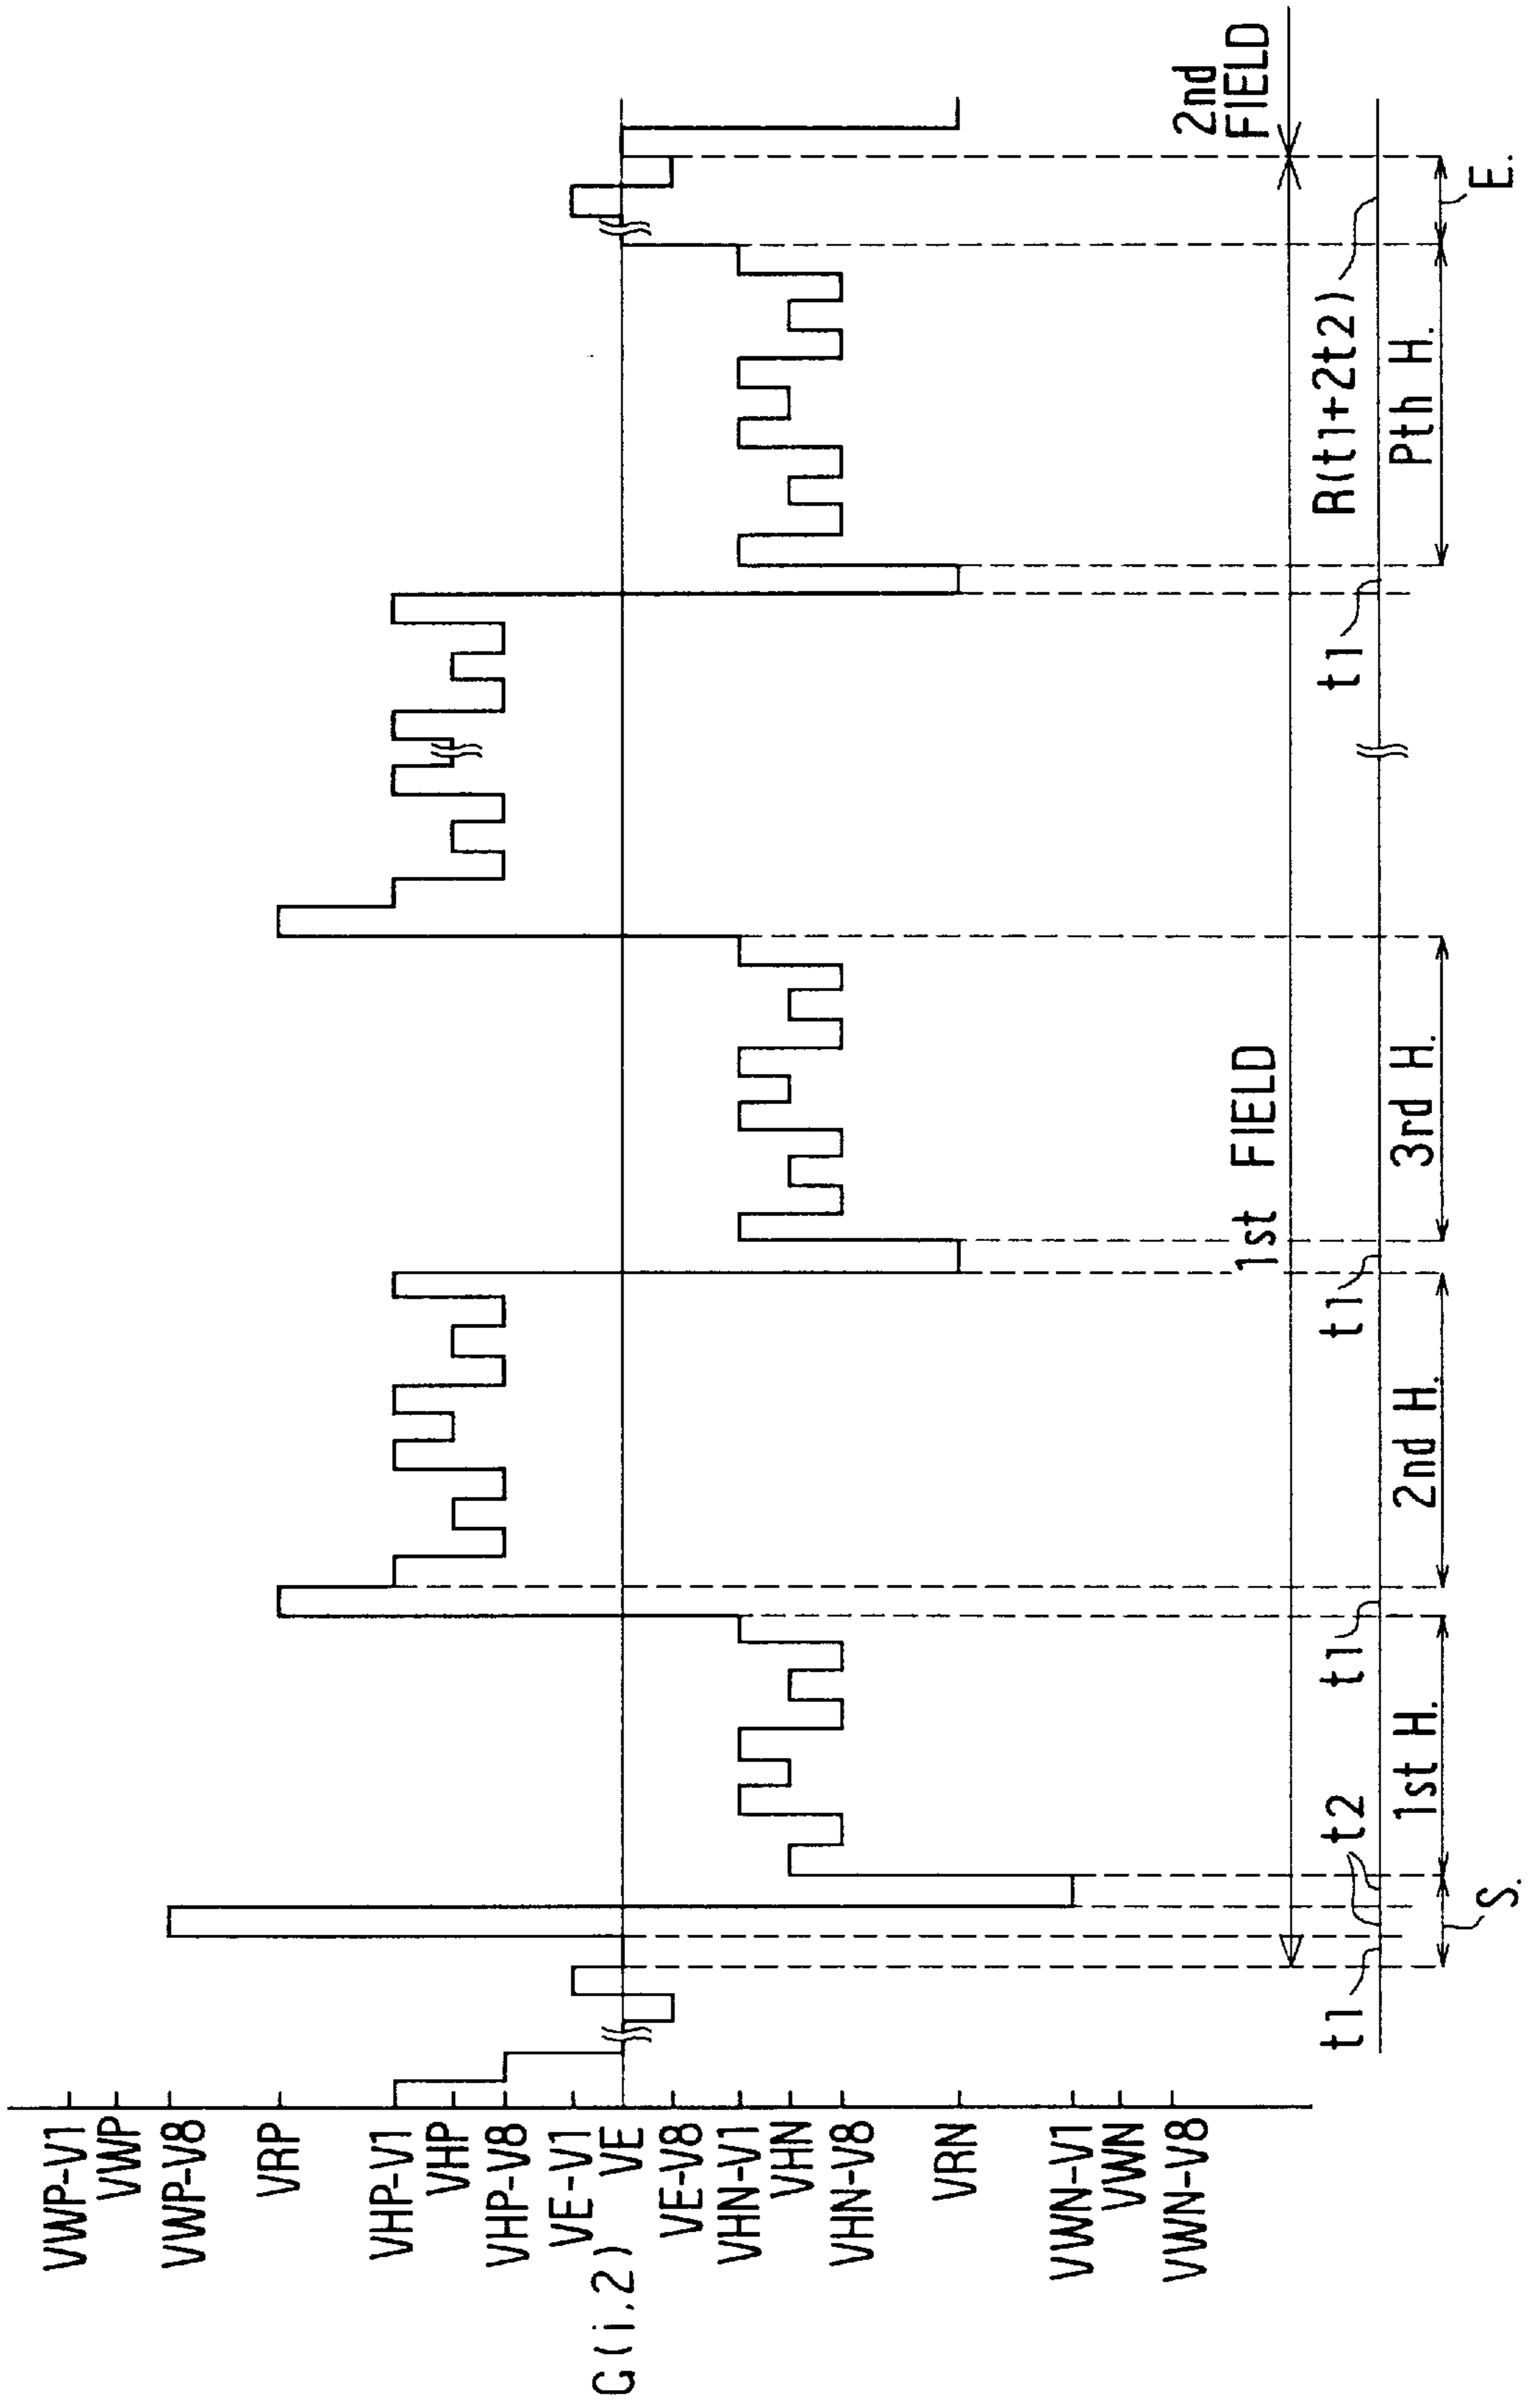 VWP-V1
VWP
VWP-V8
VRP
VHP-V1
VHP
VHP-V8
VE-V1
G(i,2) VE
VE-V8
VHN-V1
VHN
VHN-V8
VRN
VWN-V1
VWN
VWN-V8
1st FIELD
2nd
FIELD
t1
t2
t1
t1
t1
R(t1+2t2)
S.
1st H.
2nd H.
3rd H.
Pth H.
E.